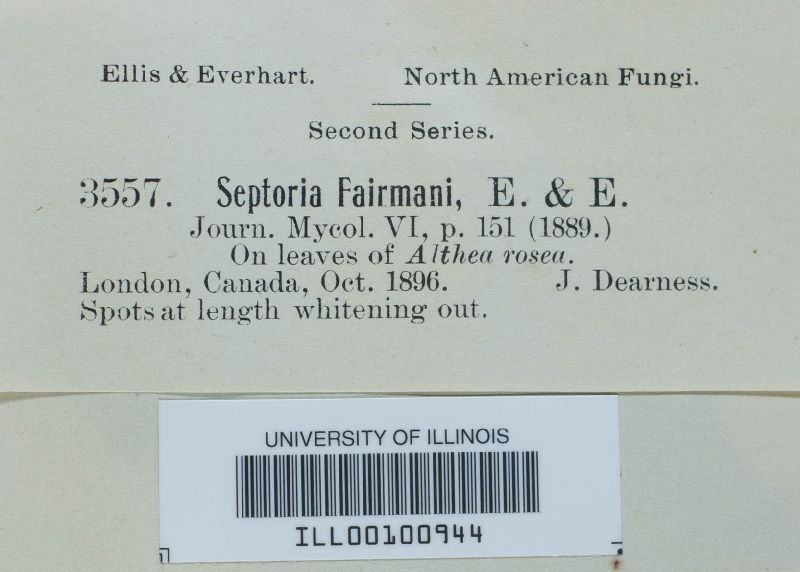 Ellis & Everhart. North American Fungi.
Second Series.
3557. Septoria Fairmani, E. & E.
Journ. Mycol. VI, p. 151 (1889.)
On leaves of Althea rosea.
London, Canada, Oct. 1896. J. Dearness.
Spots at length whitening out.
UNIVERSITY OF ILLINOIS
ILL00100944